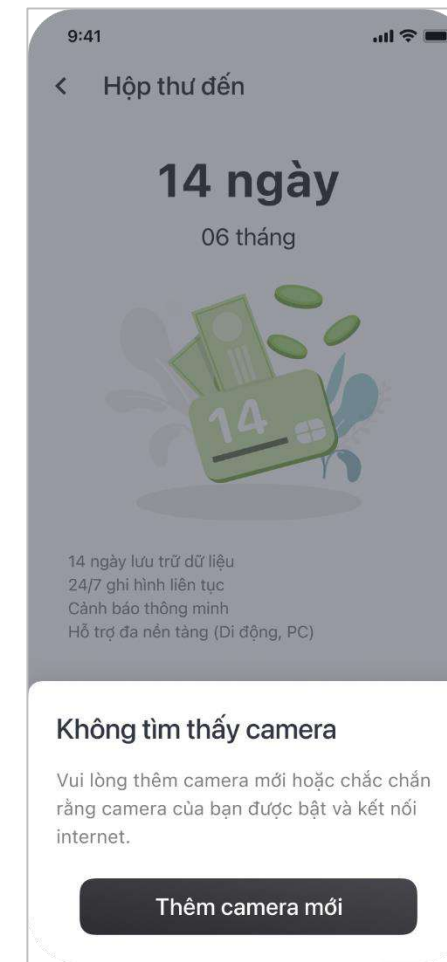 9:41
Hộp thư đến
14 ngày
06 tháng
14
14 ngày lưu trữ dữ liệu
24/7 ghi hình liên tục
Cảnh báo thông minh
Hỗ trợ đa nền tảng (Di động, PC)
Không tìm thấy camera
Vui lòng thêm camera mới hoặc chắc chắn
rằng camera của bạn được bật và kết nối
internet.
Thêm camera mới